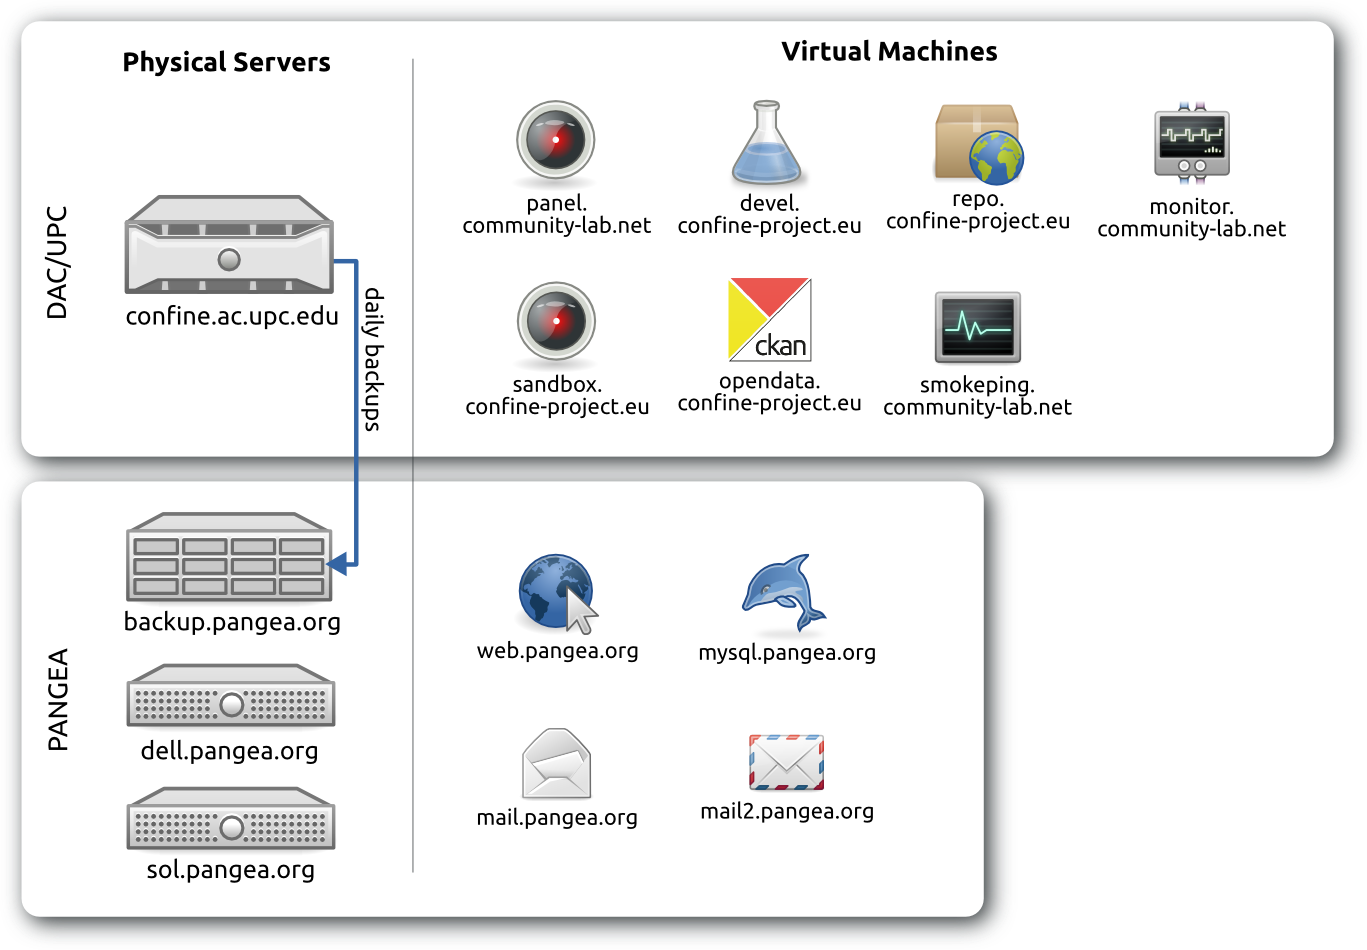 Physical Servers
Virtual Machines
DAC/UPC
confine.ac.upc.edu
daily backups
panel.
community-lab.net
devel.
confine-project.eu
repo.
confine-project.eu
monitor.
community-lab.net
sandbox.
confine-project.eu
ckan
opendata.
confine-project.eu
smokeping.
community-lab.net
PANGEA
backup.pangea.org
dell.pangea.org
sol.pangea.org
web.pangea.org
mysql.pangea.org
mail.pangea.org
mail2.pangea.org